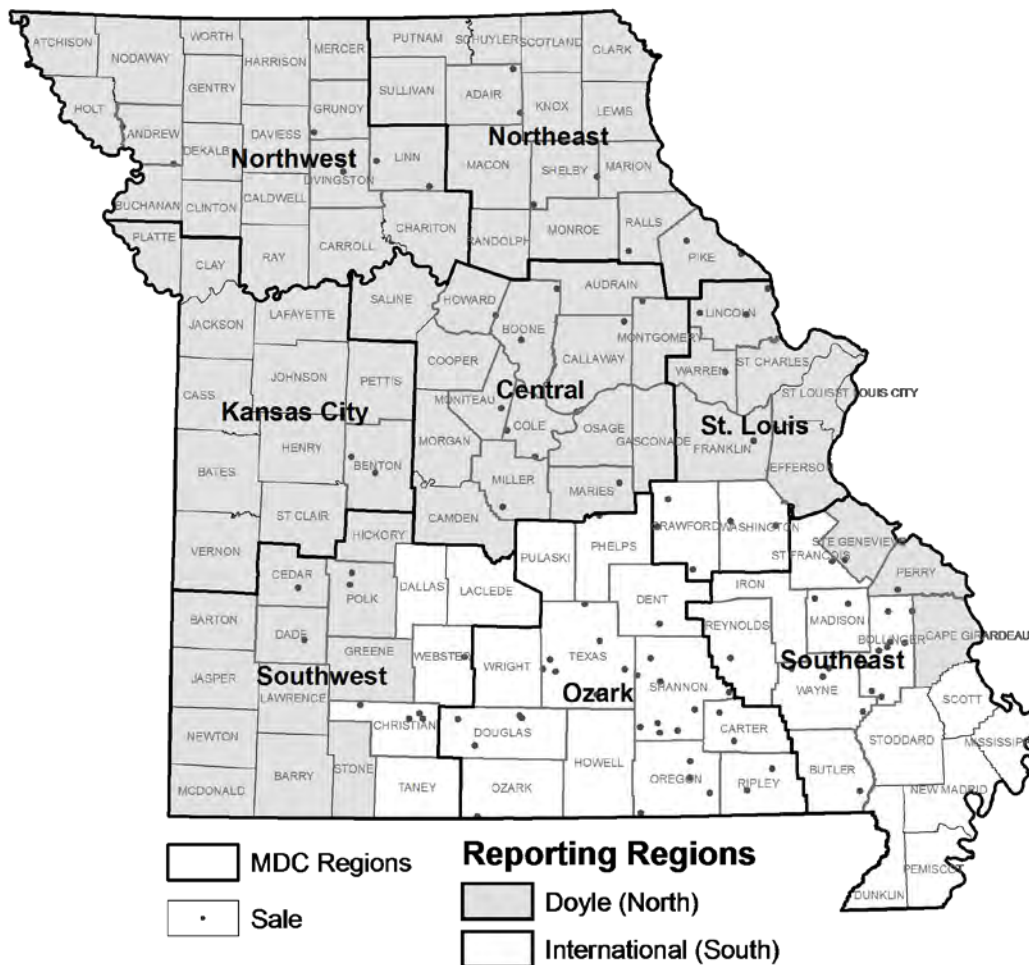 ATCHISON
NODAWAY
WORTH
HARRISON
MERCER
PUTNAM
SCHUYLER
SCOTLAND
CLARK
HOLT
GENTRY
SULLIVAN
ADAIR
KNOX
LEWIS
ANDREW
DEKALB
DAVIESS
GRUNDY
Northwest
Northeast
LIVINGSTON
LINN
MACON
SHELBY
MARION
BUCHANAN
CLINTON
CALDWELL
CARROLL
CHARITON
RANDOLPH
MONROE
RALLS
PIKE
PLATTE
CLAY
RAY
SALINE
HOWARD
AUDRAIN
JACKSON
LAFAYETTE
BOONE
CALLAWAY
MONTGOMERY
LINCOLN
COOPER
WARREN
ST CHARLES
CASS
JOHNSON
PETTIS
Kansas City
Central
MONITEAU
COLE
OSAGE
GASCONADE
ST LOUIS
ST LOUIS CITY
St. Louis
FRANKLIN
JEFFERSON
BATES
HENRY
BENTON
MORGAN
MILLER
MARIES
ST CLAIR
CAMDEN
VERNON
HICKORY
PULASKI
PHELPS
CRAWFORD
WASHINGTON
ST FRANCOIS
STE GENEVIEVE
PERRY
CEDAR
POLK
DALLAS
LACLEDE
DENT
IRON
REYNOLDS
MADISON
BOLLINGER
CAPE GIRARDEAU
BARTON
DADE
GREENE
WEBSTER
WRIGHT
TEXAS
SHANNON
Southwest
Ozark
Southeast
JASPER
LAWRENCE
CHRISTIAN
DOUGLAS
HOWELL
CARTER
WAYNE
SCOTT
STODDARD
MISSISSIPPI
NEWTON
BARRY
STONE
TANEY
OZARK
OREGON
RIPLEY
BUTLER
NEW MADRID
MCDONALD
DUNKLIN
PEMISCOT
MDC Regions
Sale
Reporting Regions
Doyle (North)
International (South)